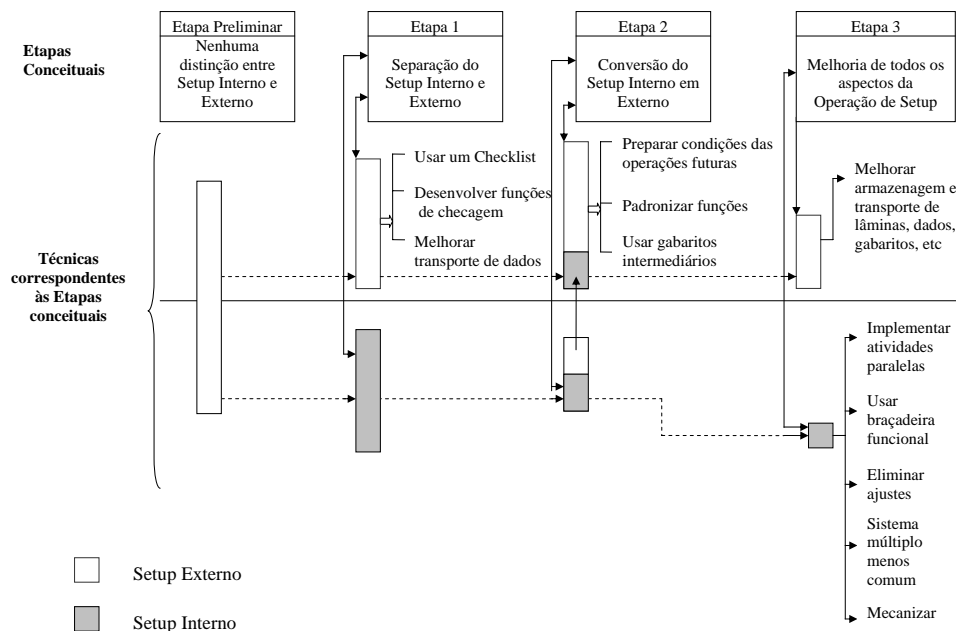 Etapas
Conceituais
Etapa Preliminar
Nenhuma
distinção entre
Setup Interno e
Externo
Etapa 1
Separação do
Setup Interno e
Externo
Etapa 2
Conversão do
Setup Interno em
Externo
Etapa 3
Melhoria de todos os
aspectos da
Operação de Setup
Técnicas
correspondentes
às Etapas
conceituais
Usar um Checklist
Desenvolver funções
de checagem
Melhorar
transporte de dados
Preparar condições das
operações futuras
Padronizar funções
Usar gabaritos
intermediários
Melhorar
armazenagem e
transporte de
lâminas, dados,
gabaritos, etc
Implementar
atividades
paralelas
Usar
braçadeira
funcional
Eliminar
ajustes
Sistema
múltiplo
menos
comum
Mecanizar
Setup Externo
Setup Interno